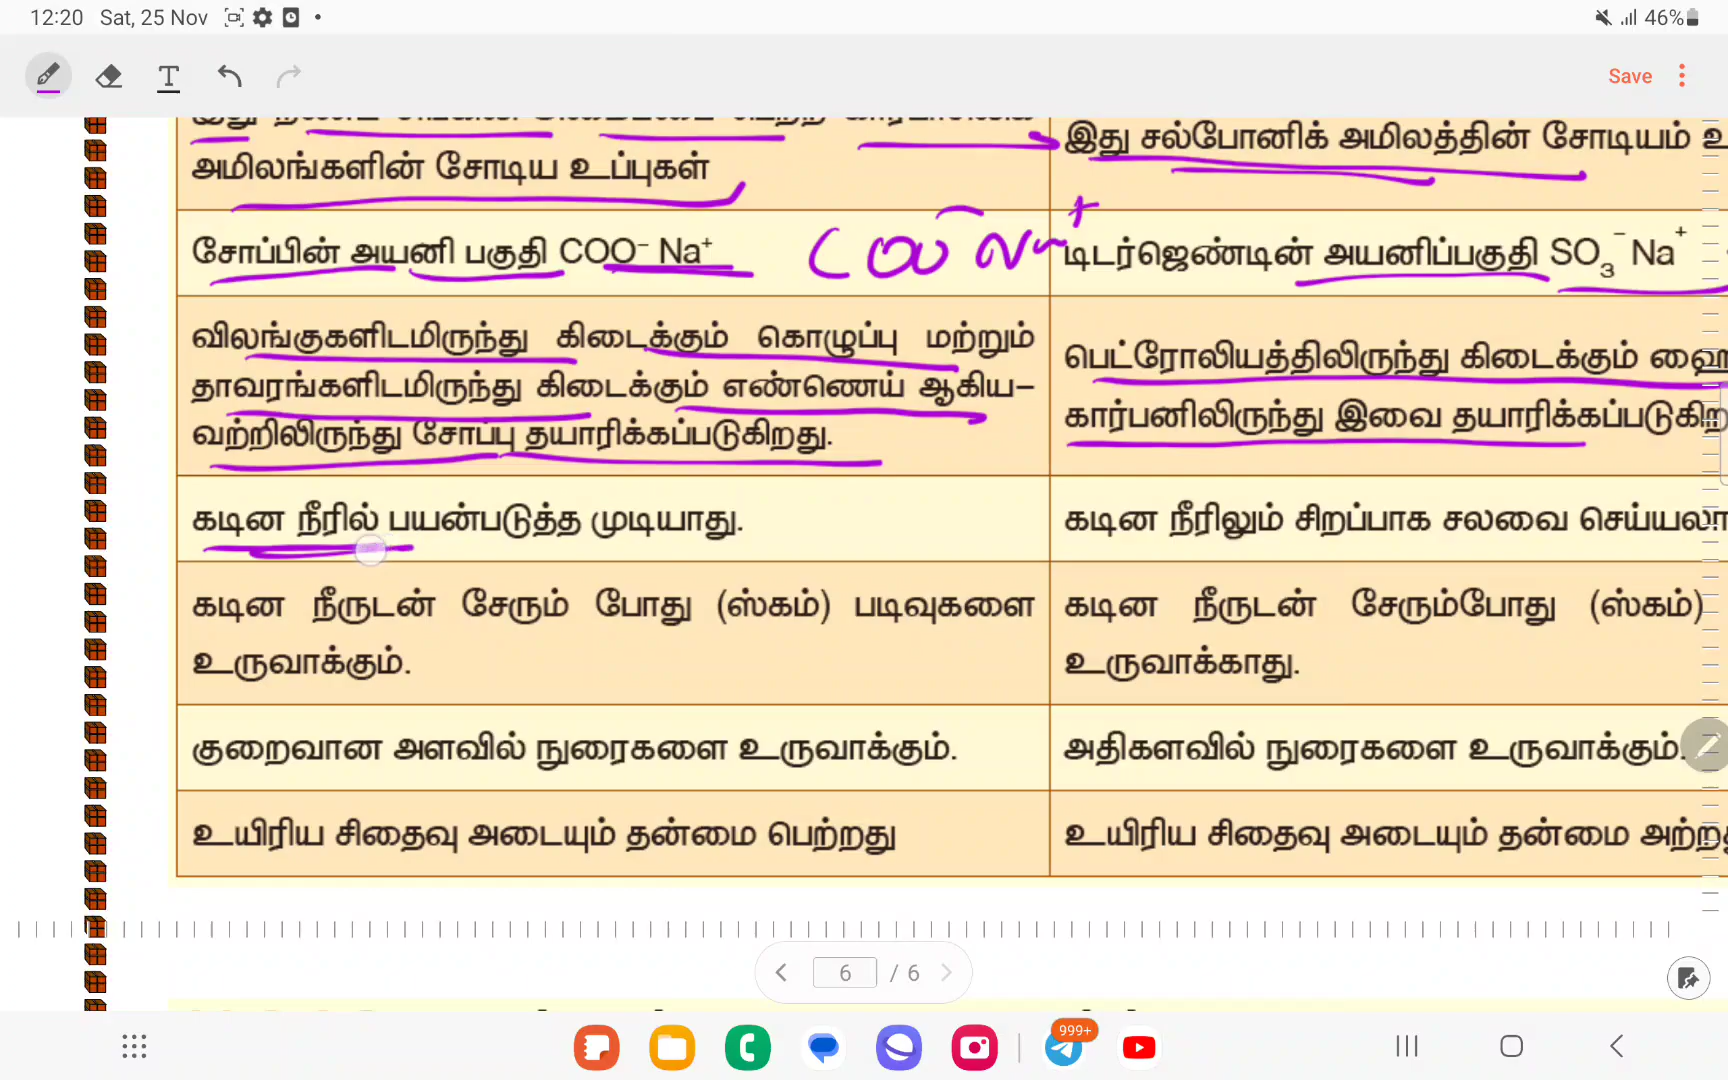 12:20 Sat, 25 Nov
46%
T
Save
இது
அமிலங்களின் சோடிய உப்புகள்
இது சல்போனிக் அமிலத்தின் சோடியம் உ
சோப்பின் அயனி பகுதி COO⁻ Na⁺
COO Na +
டிடர்ஜெண்டின் அயனிப்பகுதி SO₃⁻ Na⁺
விலங்குகளிடமிருந்து கிடைக்கும் கொழுப்பு மற்றும்
தாவரங்களிடமிருந்து கிடைக்கும் எண்ணெய் ஆகிய-
வற்றிலிருந்து சோப்பு தயாரிக்கப்படுகிறது.
பெட்ரோலியத்திலிருந்து கிடைக்கும் ஹை
கார்பனிலிருந்து இவை தயாரிக்கப்படுகிற
கடின நீரில் பயன்படுத்த முடியாது.
கடின நீரிலும் சிறப்பாக சலவை செய்யலா
கடின நீருடன் சேரும் போது (ஸ்கம்) படிவுகளை
உருவாக்கும்.
கடின நீருடன் சேரும்போது (ஸ்கம்)
உருவாக்காது.
குறைவான அளவில் நுரைகளை உருவாக்கும்.
அதிகளவில் நுரைகளை உருவாக்கும்.
உயிரிய சிதைவு அடையும் தன்மை பெற்றது
உயிரிய சிதைவு அடையும் தன்மை அற்றது
6 / 6
999+